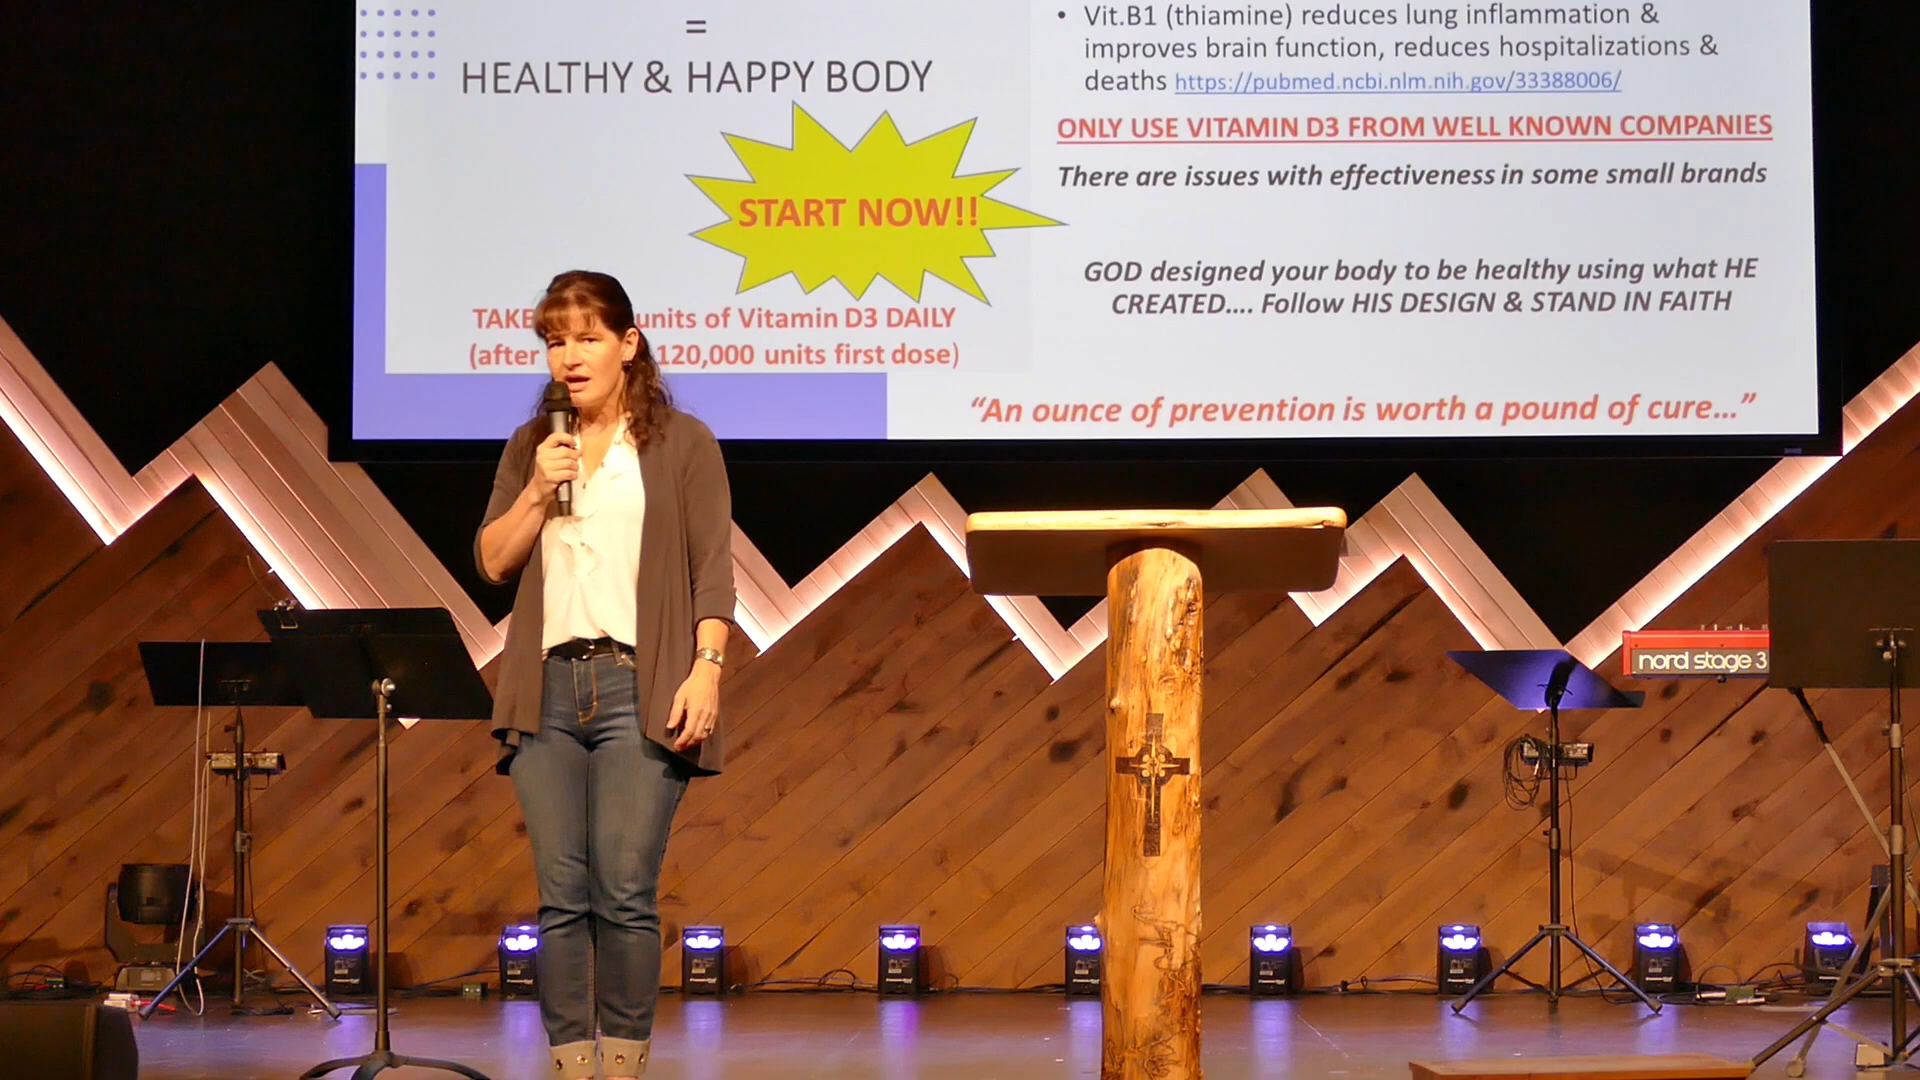 =
HEALTHY & HAPPY BODY
START NOW!!
TAKE units of Vitamin D3 DAILY
(after 120,000 units first dose)
• Vit.B1 (thiamine) reduces lung inflammation &
improves brain function, reduces hospitalizations &
deaths https://pubmed.ncbi.nlm.nih.gov/33388006/
ONLY USE VITAMIN D3 FROM WELL KNOWN COMPANIES
There are issues with effectiveness in some small brands
GOD designed your body to be healthy using what HE
CREATED.... Follow HIS DESIGN & STAND IN FAITH
“An ounce of prevention is worth a pound of cure...”
nord stage 3